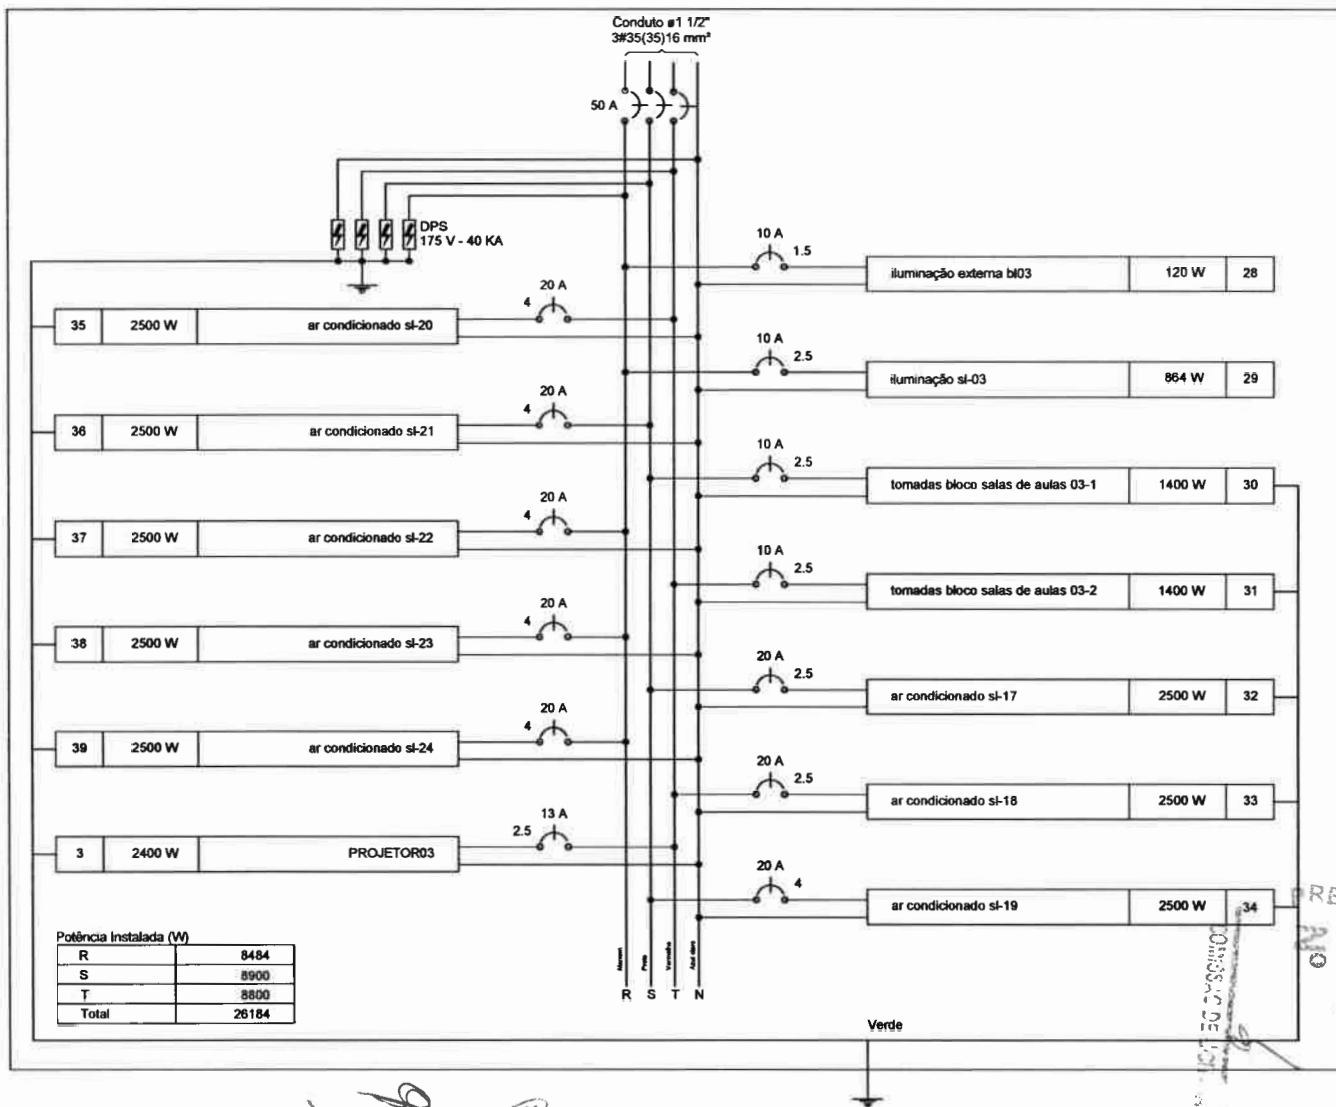 Conduto ø1 1/2"
3#35(35)16 mm²
50 A
DPS
175 V - 40 KA
10 A
1.5
iluminação externa bl03 120 W 28
20 A
4
35 2500 W ar condicionado sl-20
10 A
2.5
iluminação sl-03 864 W 29
20 A
4
36 2500 W ar condicionado sl-21
10 A
2.5
tomadas bloco salas de aulas 03-1 1400 W 30
20 A
4
37 2500 W ar condicionado sl-22
10 A
2.5
tomadas bloco salas de aulas 03-2 1400 W 31
20 A
4
38 2500 W ar condicionado sl-23
20 A
2.5
ar condicionado sl-17 2500 W 32
20 A
4
39 2500 W ar condicionado sl-24
20 A
2.5
ar condicionado sl-18 2500 W 33
13 A
2.5
3 2400 W PROJETOR03
20 A
4
ar condicionado sl-19 2500 W 34
Potência Instalada (W)
R 8484
S 8900
T 8800
Total 26184
Marrom Preto Vermelho Azul claro
R S T N
Verde